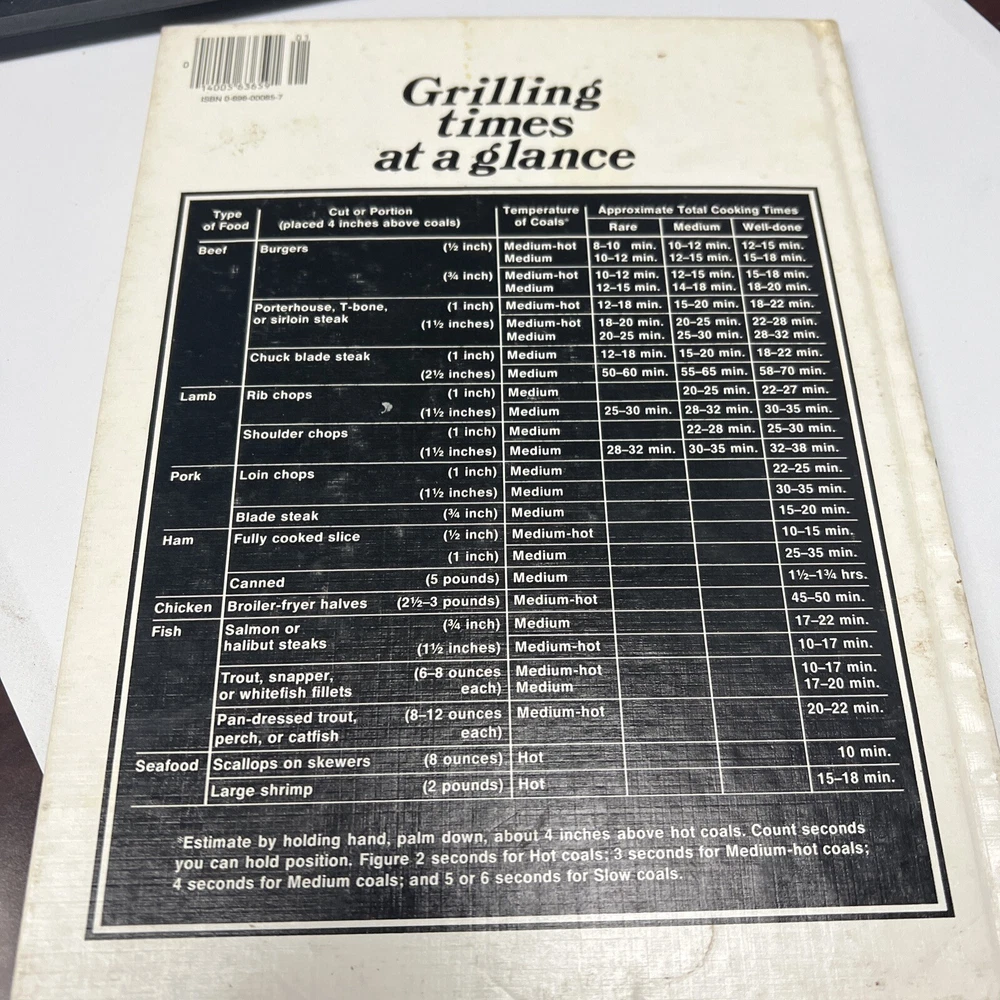 03
0
14005 63659
ISBN 0-696-00065-7
Grilling
times
at a glance
Type of Food | Cut or Portion (placed 4 inches above coals) | Temperature of Coals* | Approximate Total Cooking Times
Rare | Medium | Well-done
Beef | Burgers (½ inch) | Medium-hot | 8–10 min. | 10–12 min. | 12–15 min.
Medium | 10–12 min. | 12–15 min. | 15–18 min.
(¾ inch) | Medium-hot | 10–12 min. | 12–15 min. | 15–18 min.
Medium | 12–15 min. | 14–18 min. | 18–20 min.
Porterhouse, T-bone, (1 inch) | Medium-hot | 12–18 min. | 15–20 min. | 18–22 min.
or sirloin steak (1½ inches) | Medium-hot | 18–20 min. | 20–25 min. | 22–28 min.
Medium | 20–25 min. | 25–30 min. | 28–32 min.
Chuck blade steak (1 inch) | Medium | 12–18 min. | 15–20 min. | 18–22 min.
(2½ inches) | Medium | 50–60 min. | 55–65 min. | 58–70 min.
Lamb | Rib chops (1 inch) | Medium | 20–25 min. | 22–27 min.
(1½ inches) | Medium | 25–30 min. | 28–32 min. | 30–35 min.
Shoulder chops (1 inch) | Medium | 22–28 min. | 25–30 min.
(1½ inches) | Medium | 28–32 min. | 30–35 min. | 32–38 min.
Pork | Loin chops (1 inch) | Medium | 22–25 min.
(1½ inches) | Medium | 30–35 min.
Blade steak (¾ inch) | Medium | 15–20 min.
Ham | Fully cooked slice (½ inch) | Medium-hot | 10–15 min.
(1 inch) | Medium | 25–35 min.
Canned (5 pounds) | Medium | 1½–1¾ hrs.
Chicken | Broiler-fryer halves (2½–3 pounds) | Medium-hot | 45–50 min.
Fish | Salmon or (¾ inch) | Medium | 17–22 min.
halibut steaks (1½ inches) | Medium-hot | 10–17 min.
Trout, snapper, (6–8 ounces | Medium-hot | 10–17 min.
or whitefish fillets each) | Medium | 17–20 min.
Pan-dressed trout, (8–12 ounces | Medium-hot | 20–22 min.
perch, or catfish each)
Seafood | Scallops on skewers (8 ounces) | Hot | 10 min.
Large shrimp (2 pounds) | Hot | 15–18 min.
*Estimate by holding hand, palm down, about 4 inches above hot coals. Count seconds
you can hold position. Figure 2 seconds for Hot coals; 3 seconds for Medium-hot coals;
4 seconds for Medium coals; and 5 or 6 seconds for Slow coals.